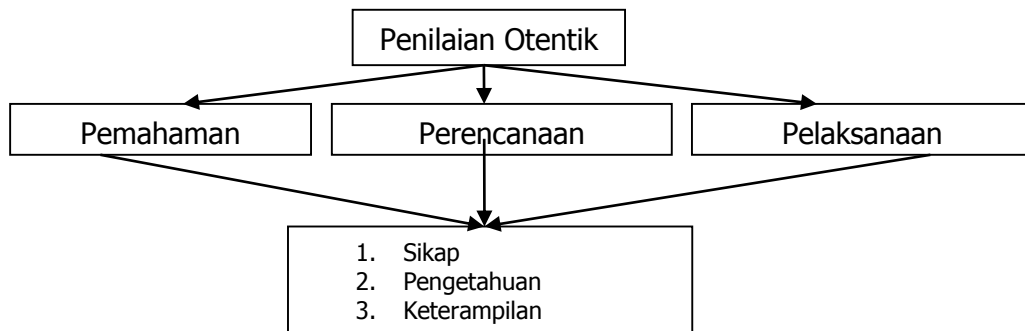 Penilaian Otentik
Pemahaman
Perencanaan
Pelaksanaan
1. Sikap
2. Pengetahuan
3. Keterampilan